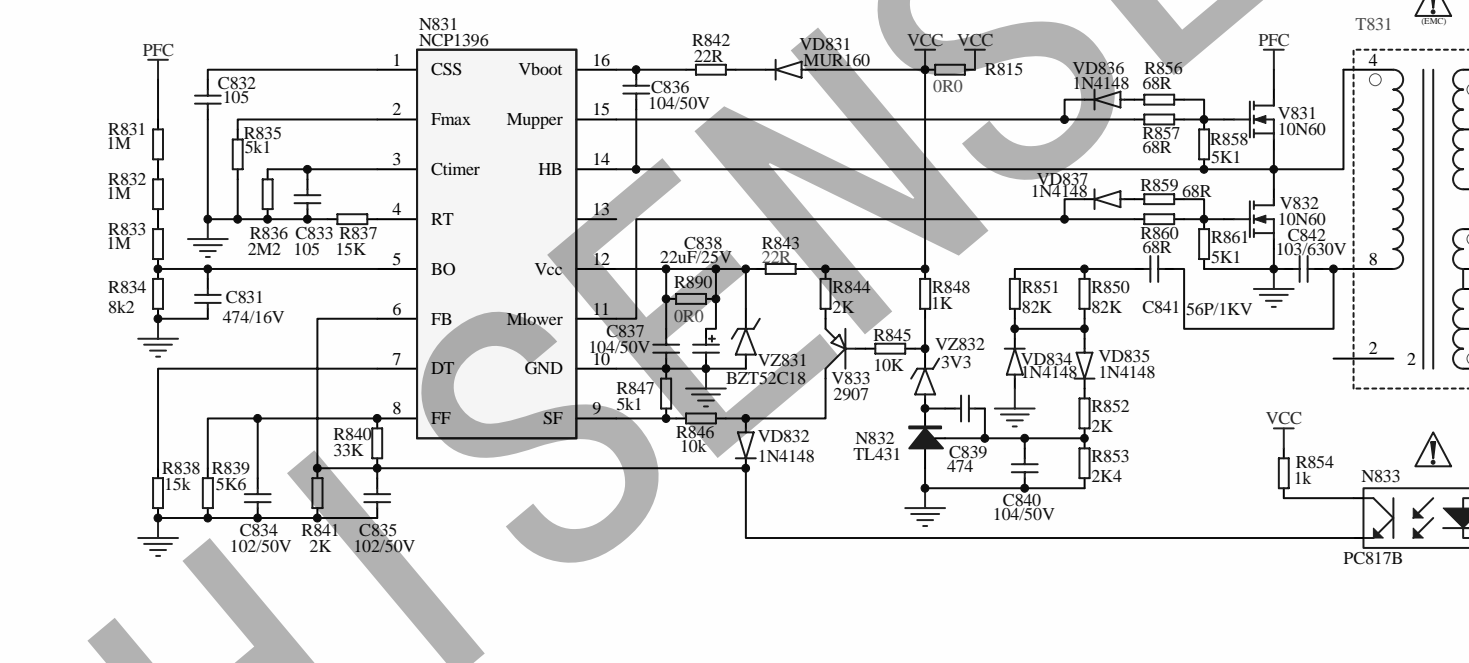 N831
NCP1396
T831
(EMC)
PFC
1
CSS
Vboot
16
R842
22R
VD831
MUR160
VCC
VCC
R815
0R0
PFC
4
C832
105
C836
104/50V
VD836
1N4148
R856
68R
2
Fmax
Mupper
15
R857
68R
R858
5K1
V831
10N60
R831
1M
R835
5k1
3
Ctimer
HB
14
VD837
1N4148
R859
68R
R832
1M
4
RT
13
R836
2M2
C833
105
R837
15K
R833
1M
R860
68R
R861
5K1
V832
10N60
C842
103/630V
5
BO
Vcc
12
C838
22uF/25V
R843
22R
8
R834
8k2
C831
474/16V
R890
0R0
R844
2K
R848
1K
R851
82K
R850
82K
C841
56P/1KV
6
FB
Mlower
11
C837
104/50V
+
R845
10K
VZ832
3V3
VD834
1N4148
VD835
1N4148
2
2
7
DT
GND
10
VZ831
BZT52C18
V833
2907
R847
5k1
8
FF
SF
9
R846
10k
VD832
1N4148
N832
TL431
C839
474
R852
2K
R853
2K4
C840
104/50V
VCC
R854
1k
N833
PC817B
R840
33K
R838
15k
R839
5K6
C834
102/50V
R841
2K
C835
102/50V
HISENSE